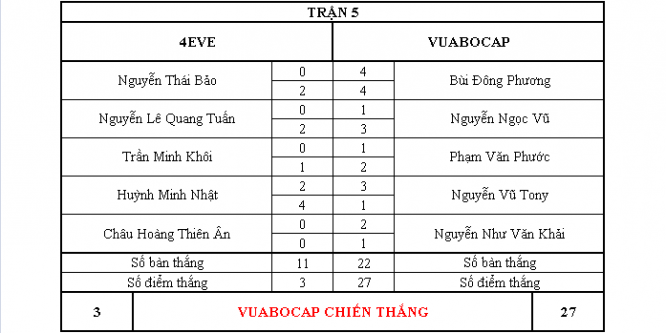 TRẬN 5
4EVE VUABOCAP
Nguyễn Thái Bảo 0 4 Bùi Đông Phương
2 4
Nguyễn Lê Quang Tuấn 0 1 Nguyễn Ngọc Vũ
2 3
Trần Minh Khôi 0 1 Phạm Văn Phước
1 2
Huỳnh Minh Nhật 2 3 Nguyễn Vũ Tony
4 1
Châu Hoàng Thiên Ân 0 2 Nguyễn Như Văn Khải
0 1
Số bàn thắng 11 22 Số bàn thắng
Số điểm thắng 3 27 Số điểm thắng
3 VUABOCAP CHIẾN THẮNG 27